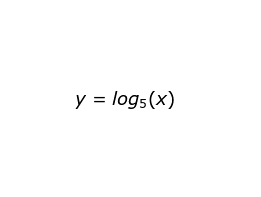 y = log₅(x)